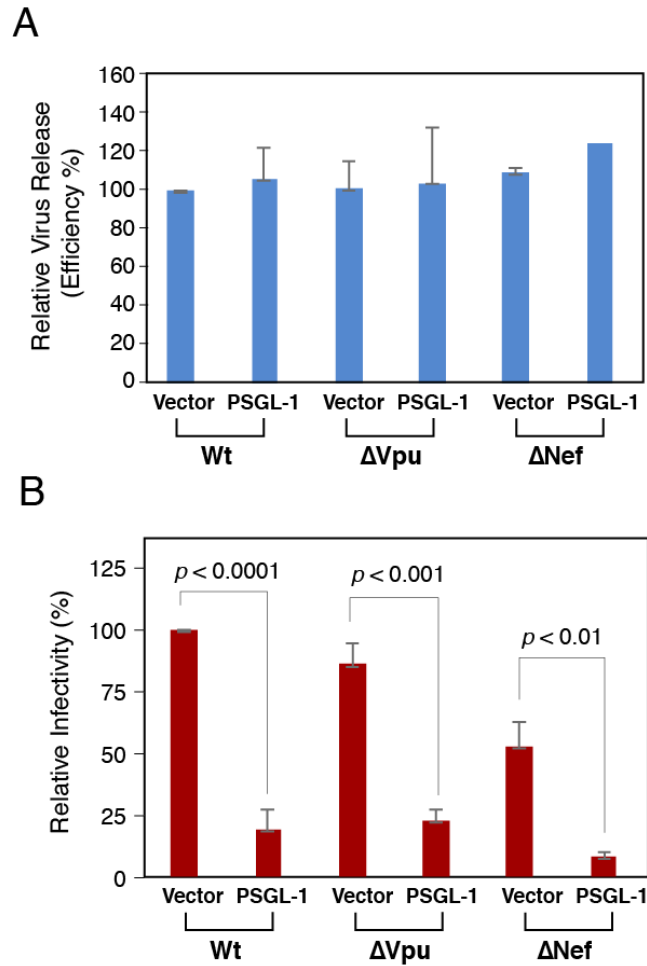 A
Relative Virus Release
(Efficiency %)
160
140
120
100
80
60
40
20
0
Vector PSGL-1 Vector PSGL-1 Vector PSGL-1
Wt ΔVpu ΔNef
B
Relative Infectivity (%)
125
100
75
50
25
0
p < 0.0001
p < 0.001
p < 0.01
Vector PSGL-1 Vector PSGL-1 Vector PSGL-1
Wt ΔVpu ΔNef